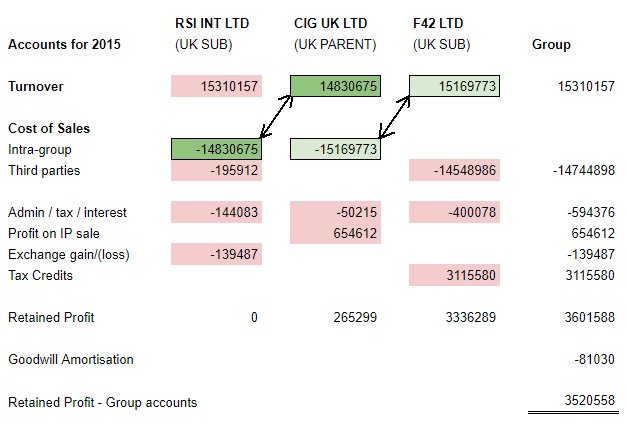 RSI INT LTD CIG UK LTD F42 LTD
Accounts for 2015 (UK SUB) (UK PARENT) (UK SUB) Group
Turnover 15310157 14830675 15169773 15310157
Cost of Sales
Intra-group -14830675 -15169773
Third parties -195912 -14548986 -14744898
Admin / tax / interest -144083 -50215 -400078 -594376
Profit on IP sale 654612 654612
Exchange gain/(loss) -139487 -139487
Tax Credits 3115580 3115580
Retained Profit 0 265299 3336289 3601588
Goodwill Amortisation -81030
Retained Profit - Group accounts 3520558